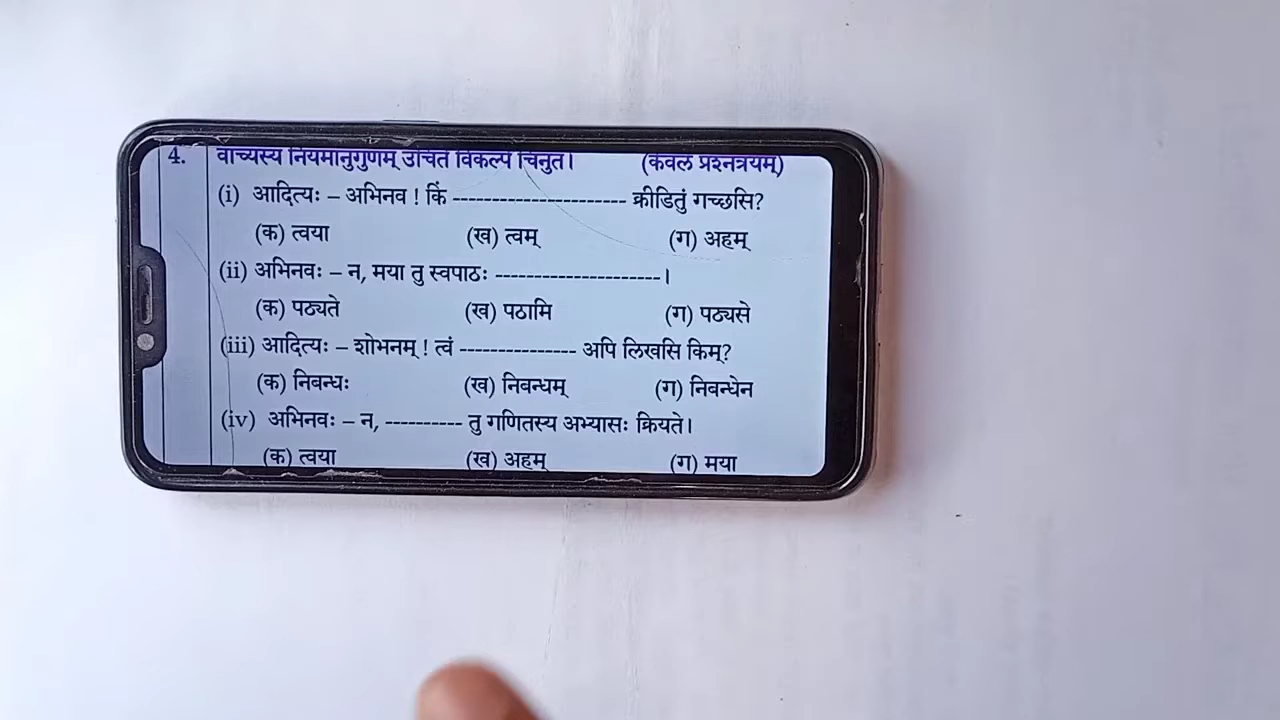 4. वाच्यस्य नियमानुगुणम् उचितं विकल्पं चिनुत। (केवलं प्रश्नत्रयम्)
(i) आदित्यः – अभिनव ! किं ---------------------- क्रीडितुं गच्छसि?
(क) त्वया (ख) त्वम् (ग) अहम्
(ii) अभिनवः – न, मया तु स्वपाठः ---------------------।
(क) पठ्यते (ख) पठामि (ग) पठ्यसे
(iii) आदित्यः – शोभनम् ! त्वं --------------- अपि लिखसि किम्?
(क) निबन्धः (ख) निबन्धम् (ग) निबन्धेन
(iv) अभिनवः – न, ---------- तु गणितस्य अभ्यासः क्रियते।
(क) त्वया (ख) अहम् (ग) मया